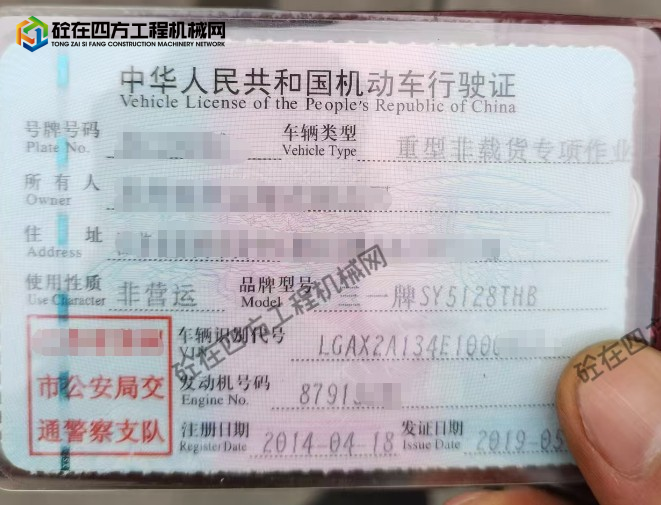 砼在四方工程机械网
TONG ZAI SI FANG CONSTRUCTION MACHINERY NETWORK
中华人民共和国机动车行驶证
Vehicle License of the People's Republic of China
号牌号码 车辆类型 重型非载货专项作业
Plate No. Vehicle Type
所有人
Owner
住址
Address
使用性质 非营运 品牌型号 一牌SY5128THB
Use Character Model
车辆识别代号 LGAX2A134E1000
VIN
市公安局交 发动机号码 8791
Engine No.
通警察支队 注册日期 2014-04-18 发证日期 2019-05
Register Date Issue Date
砼在四方工程机械网
砼在四方